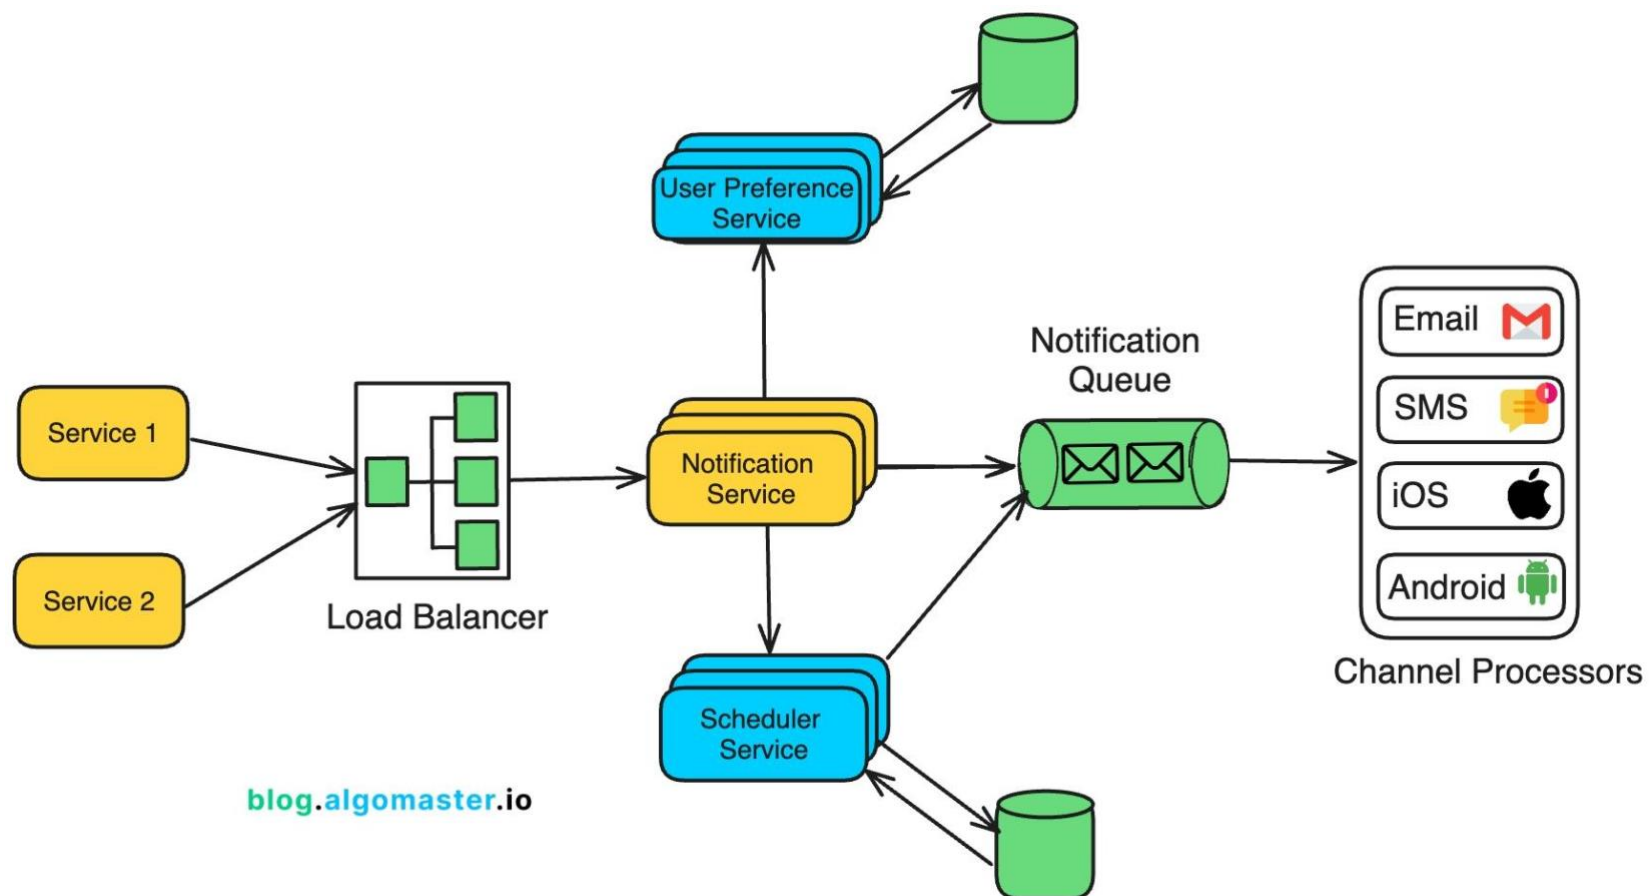 User Preference
Service
Notification
Queue
Email
SMS
iOS
Android
Channel Processors
Service 1
Service 2
Load Balancer
Notification
Service
Scheduler
Service
blog.algomaster.io